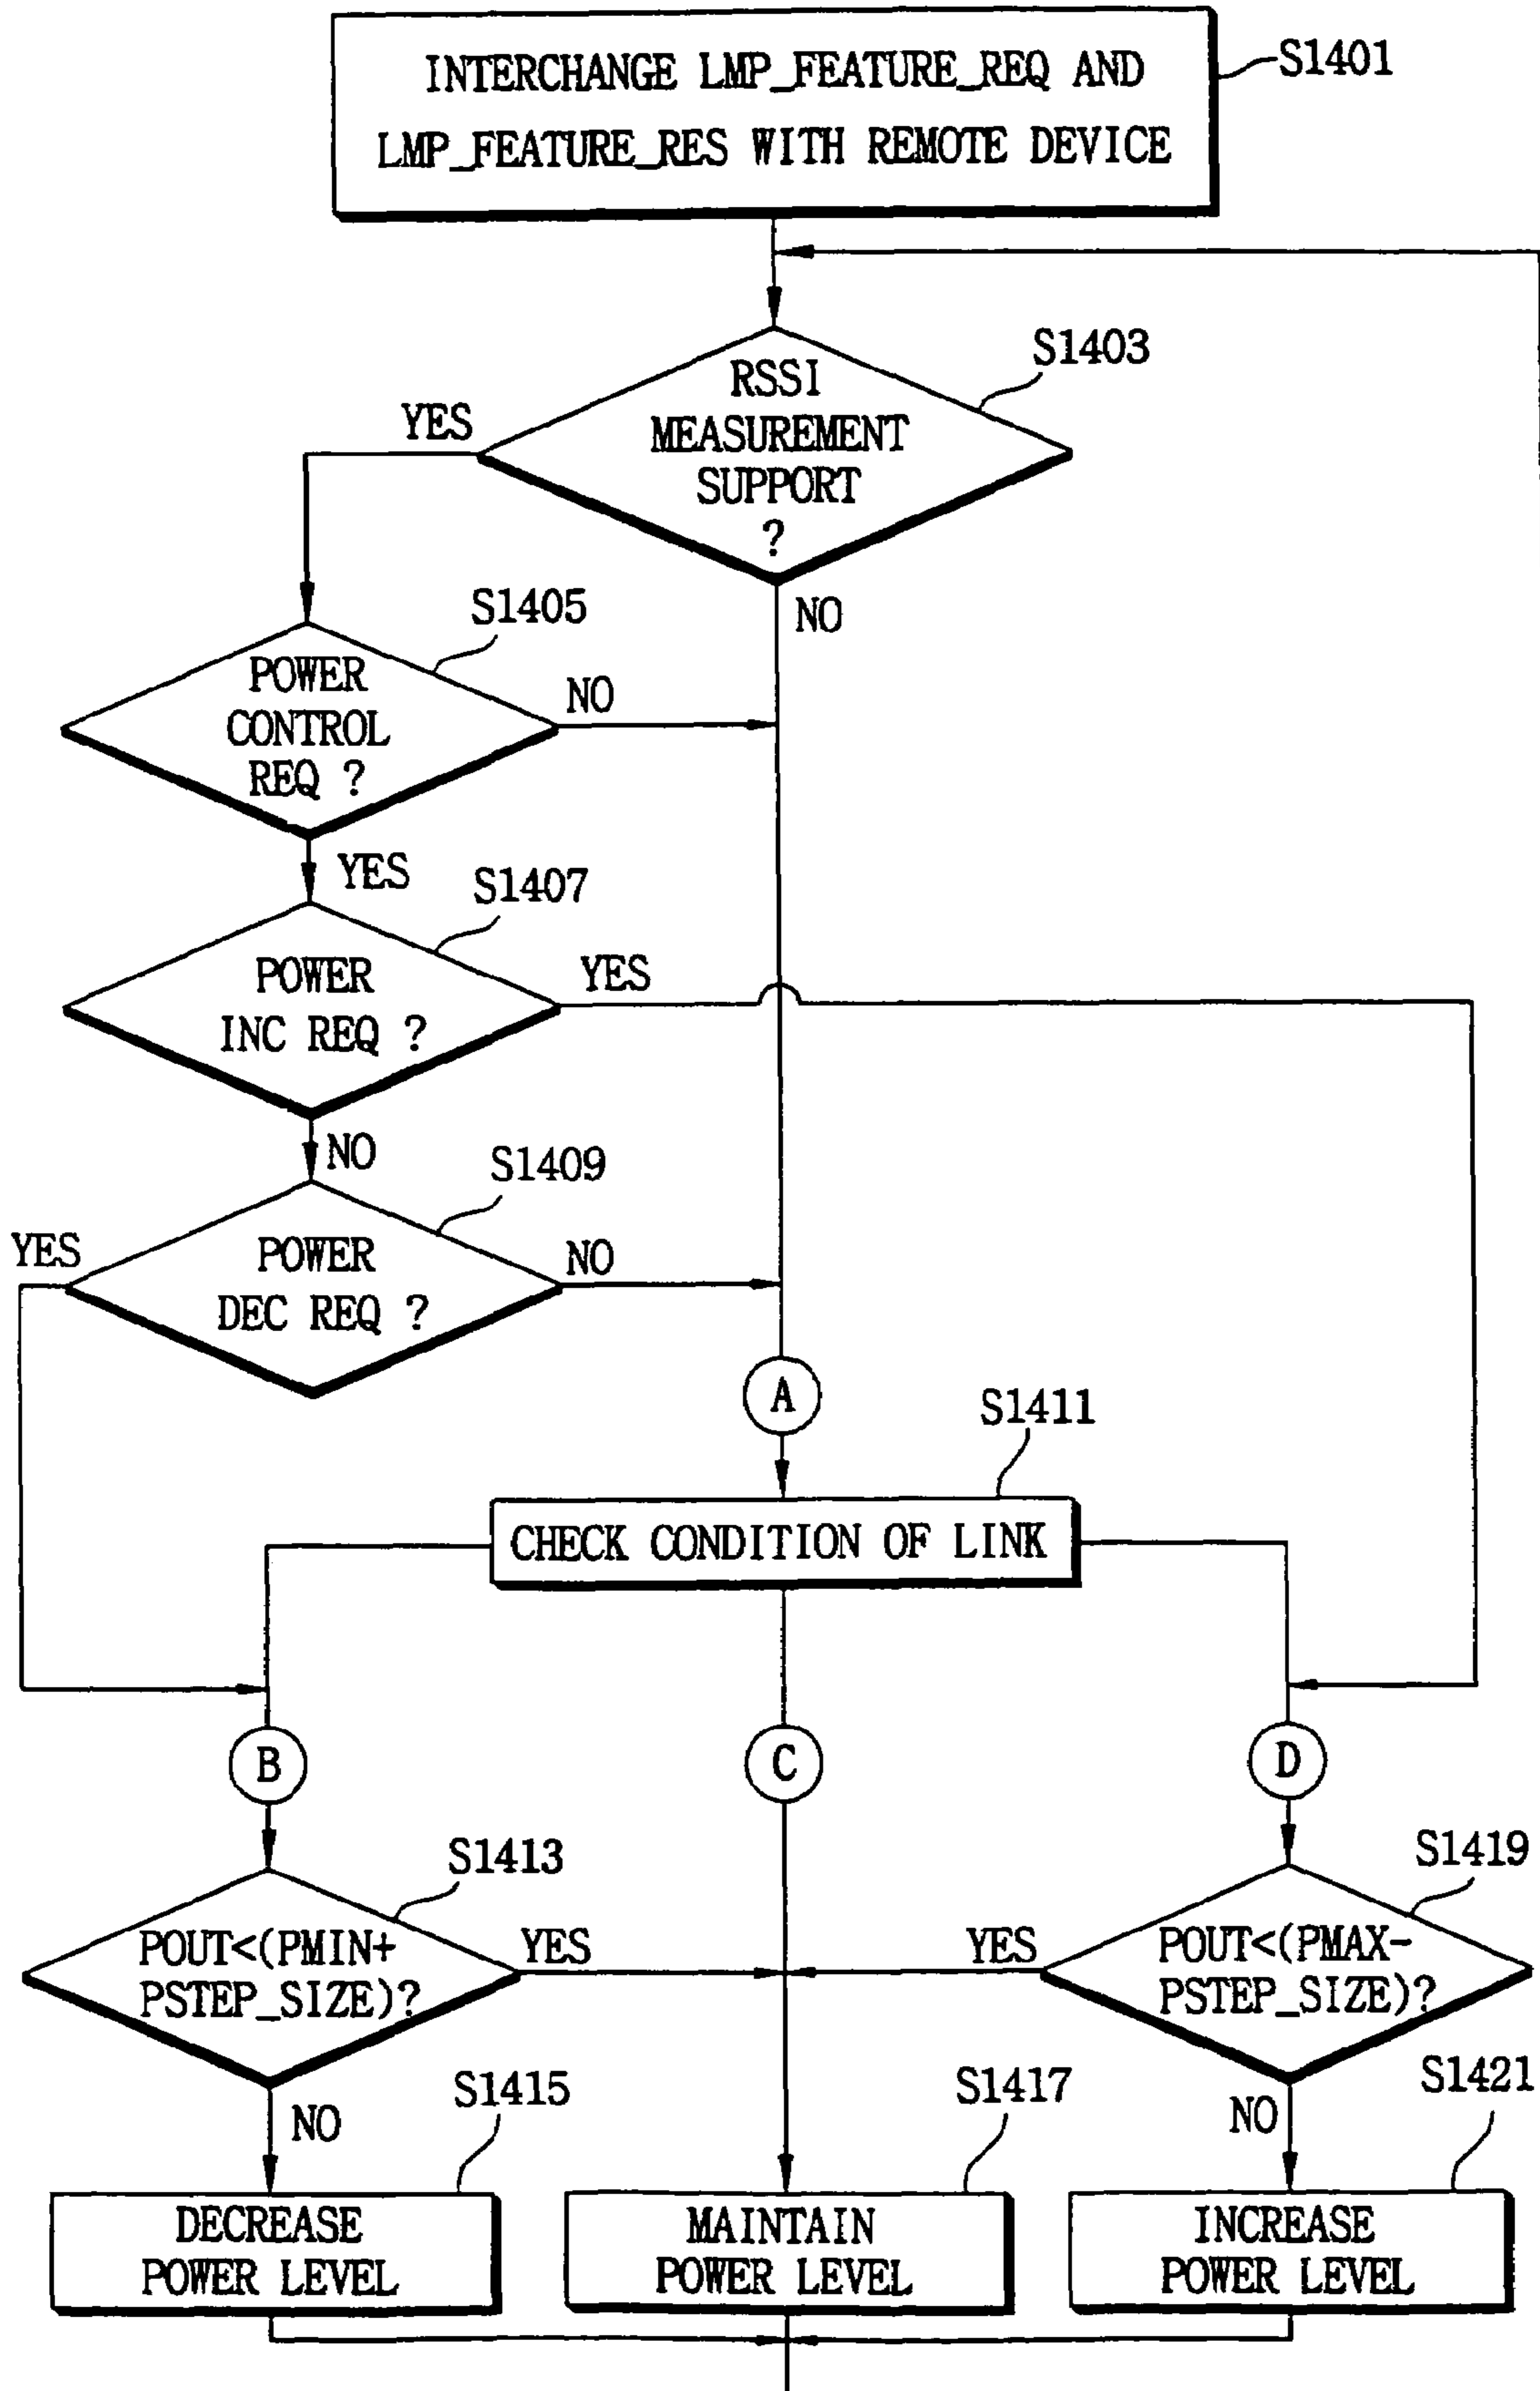 INTERCHANGE LMP_FEATURE_REQ AND
LMP_FEATURE_RES WITH REMOTE DEVICE
S1401
S1403
RSSI
MEASUREMENT
SUPPORT
?
YES
NO
S1405
POWER
CONTROL
REQ ?
NO
YES
S1407
POWER
INC REQ ?
YES
NO
S1409
POWER
DEC REQ ?
YES
NO
A
S1411
CHECK CONDITION OF LINK
B
C
D
S1413
POUT<(PMIN+
PSTEP_SIZE)?
YES
NO
S1419
POUT<(PMAX-
PSTEP_SIZE)?
YES
NO
S1415
DECREASE
POWER LEVEL
S1417
MAINTAIN
POWER LEVEL
S1421
INCREASE
POWER LEVEL